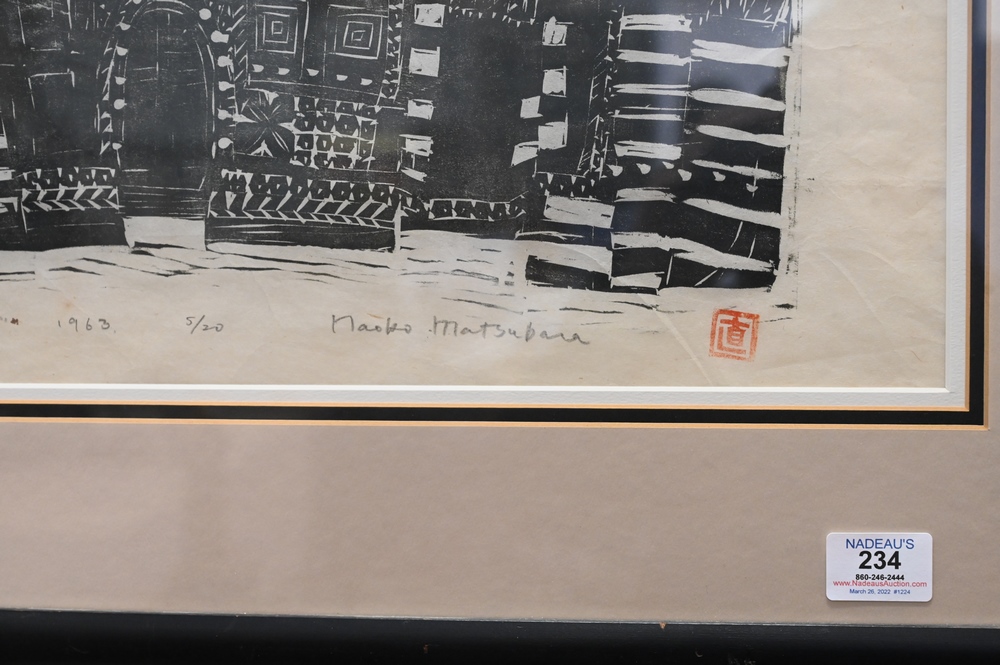 1963 5/20 Naoko Matsubara
直
NADEAU'S
234
860-246-2444
www.NadeausAuction.com
March 26, 2022 #1224